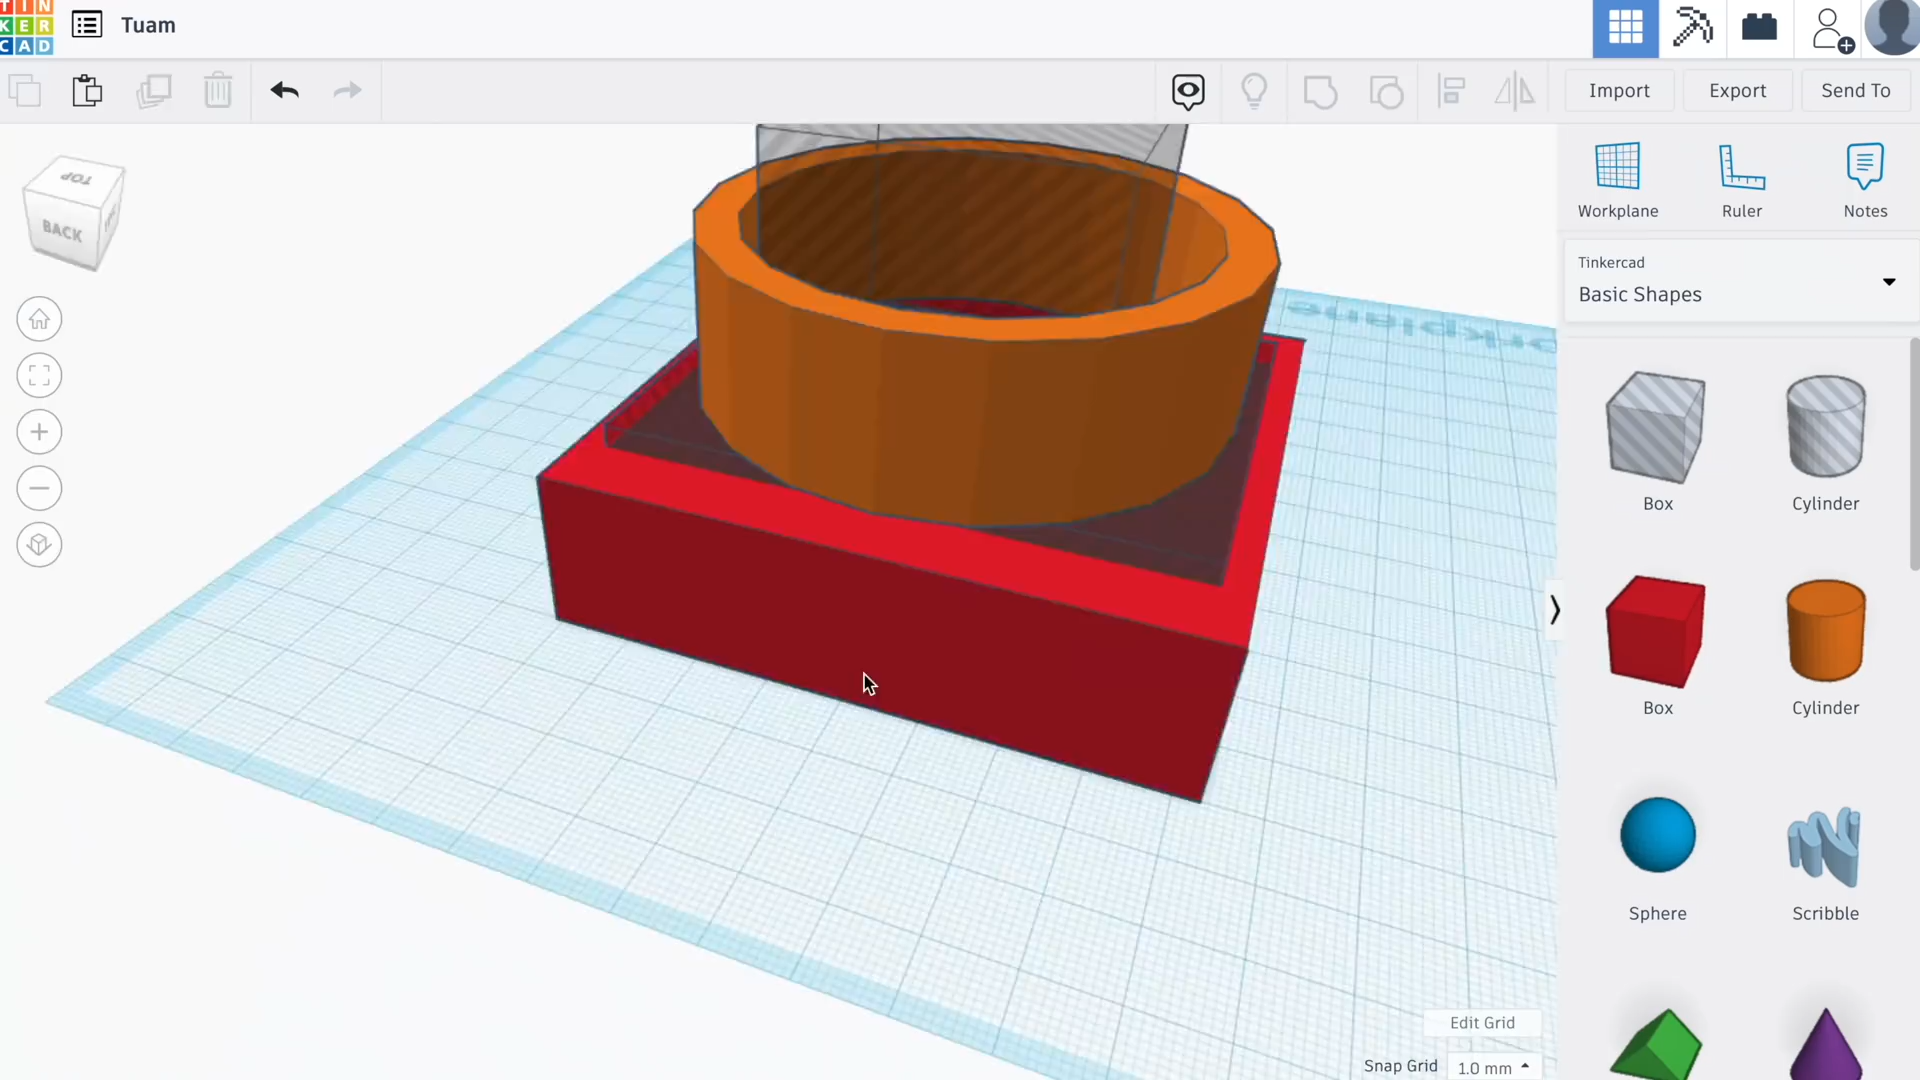 TIN
KER
CAD
Tuam
Import
Export
Send To
TOP
BACK
Workplane
Ruler
Notes
Tinkercad
Basic Shapes
Box
Cylinder
Box
Cylinder
Sphere
Scribble
Edit Grid
Snap Grid
1.0 mm